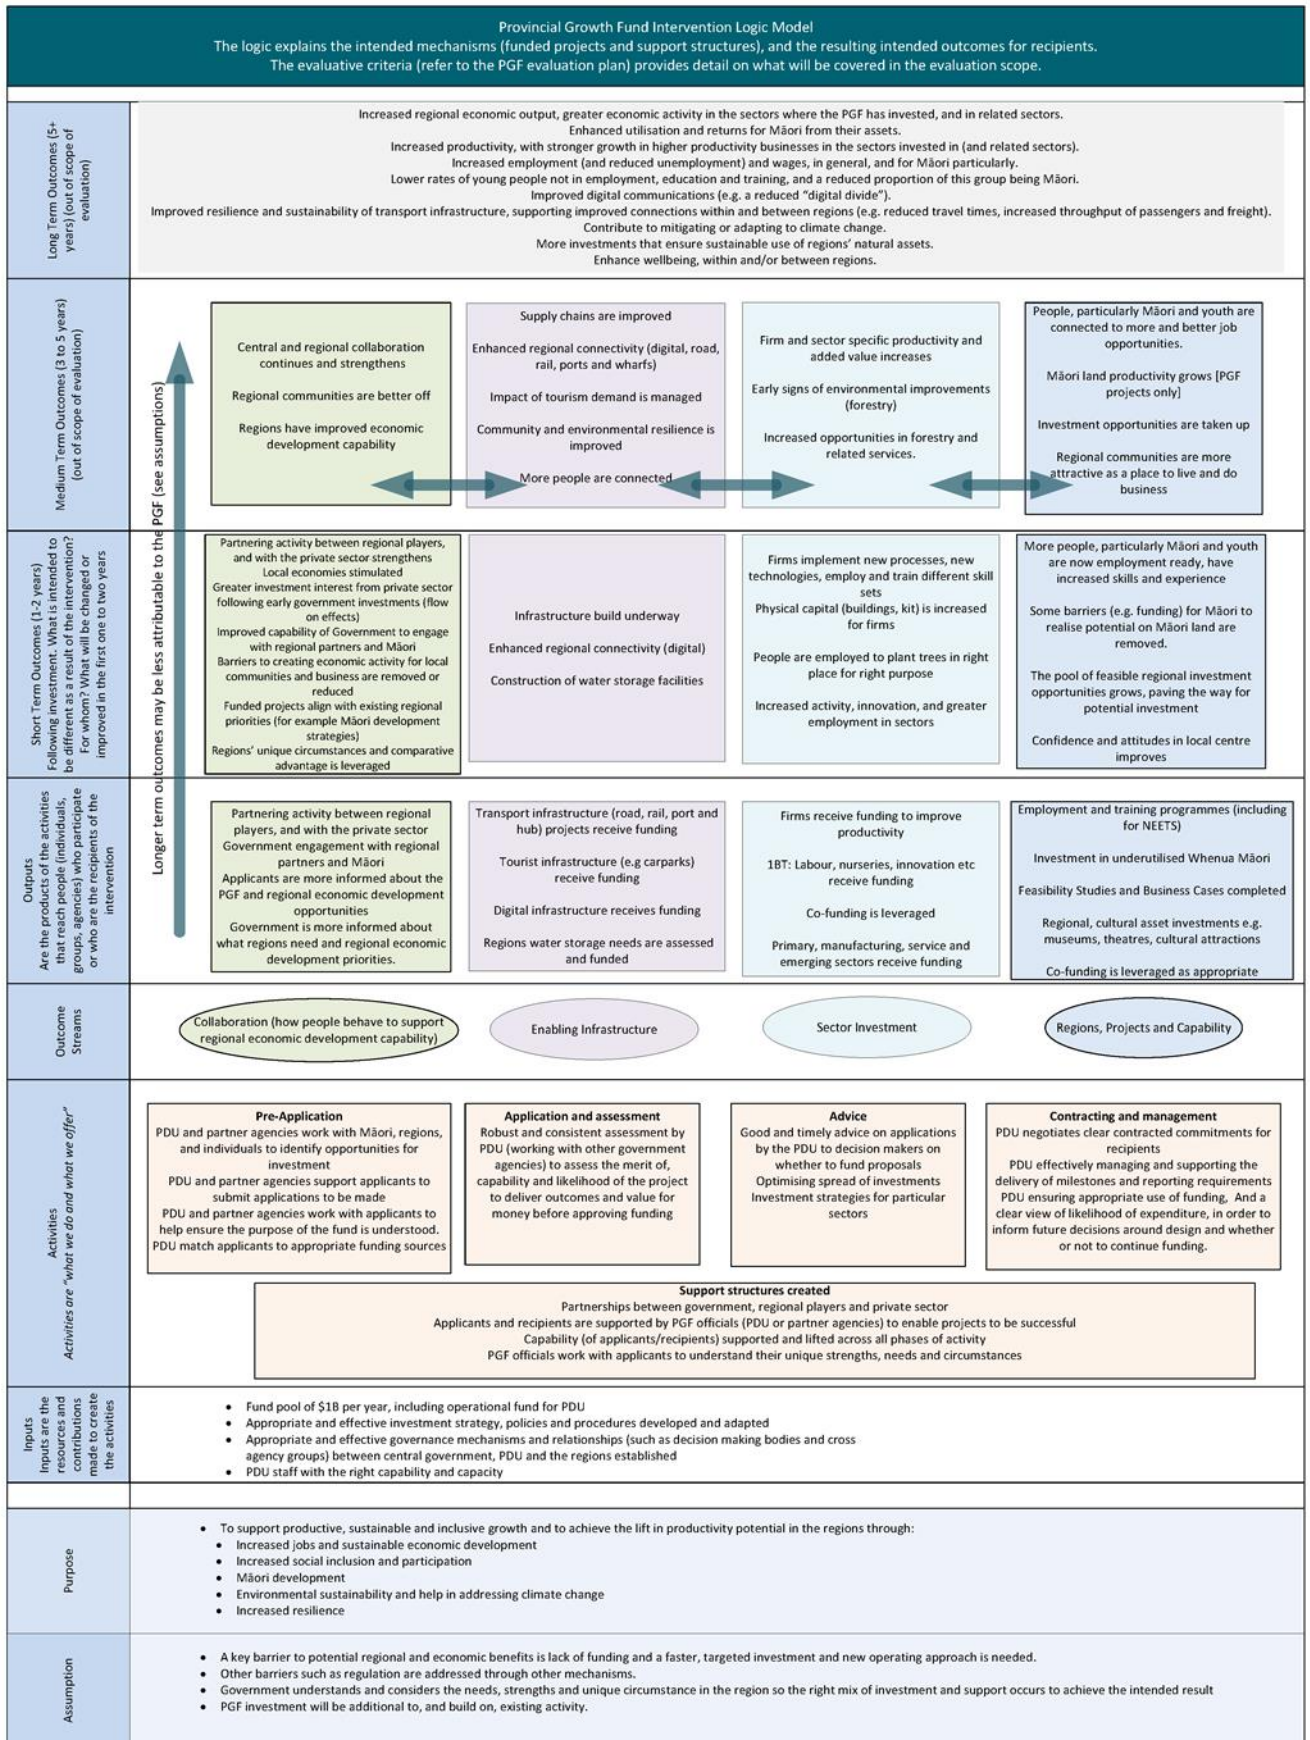 Provincial Growth Fund Intervention Logic Model
The logic explains the intended mechanisms (funded projects and support structures), and the resulting intended outcomes for recipients.
The evaluative criteria (refer to the PGF evaluation plan) provides detail on what will be covered in the evaluation scope.
Long Term Outcomes (5+
years) (out of scope of
evaluation)
Increased regional economic output, greater economic activity in the sectors where the PGF has invested, and in related sectors.
Enhanced utilisation and returns for Māori from their assets.
Increased productivity, with stronger growth in higher productivity businesses in the sectors invested in (and related sectors).
Increased employment (and reduced unemployment) and wages, in general, and for Māori particularly.
Lower rates of young people not in employment, education and training, and a reduced proportion of this group being Māori.
Improved digital communications (e.g. a reduced “digital divide”).
Improved resilience and sustainability of transport infrastructure, supporting improved connections within and between regions (e.g. reduced travel times, increased throughput of passengers and freight).
Contribute to mitigating or adapting to climate change.
More investments that ensure sustainable use of regions’ natural assets.
Enhance wellbeing, within and/or between regions.
Medium Term Outcomes (3 to 5 years)
(out of scope of evaluation)
Longer term outcomes may be less attributable to the PGF (see assumptions)
Central and regional collaboration
continues and strengthens
Regional communities are better off
Regions have improved economic
development capability
Supply chains are improved
Enhanced regional connectivity (digital, road,
rail, ports and wharfs)
Impact of tourism demand is managed
Community and environmental resilience is
improved
More people are connected
Firm and sector specific productivity and
added value increases
Early signs of environmental improvements
(forestry)
Increased opportunities in forestry and
related services.
People, particularly Māori and youth are
connected to more and better job
opportunities.
Māori land productivity grows [PGF
projects only]
Investment opportunities are taken up
Regional communities are more
attractive as a place to live and do
business
Short Term Outcomes (1-2 years)
Following investment. What is intended to
be different as a result of the intervention?
For whom? What will be changed or
improved in the first one to two years
Partnering activity between regional players,
and with the private sector strengthens
Local economies stimulated
Greater investment interest from private sector
following early government investments (flow
on effects)
Improved capability of Government to engage
with regional partners and Māori
Barriers to creating economic activity for local
communities and business are removed or
reduced
Funded projects align with existing regional
priorities (for example Māori development
strategies)
Regions’ unique circumstances and comparative
advantage is leveraged
Infrastructure build underway
Enhanced regional connectivity (digital)
Construction of water storage facilities
Firms implement new processes, new
technologies, employ and train different skill
sets
Physical capital (buildings, kit) is increased
for firms
People are employed to plant trees in right
place for right purpose
Increased activity, innovation, and greater
employment in sectors
More people, particularly Māori and youth
are now employment ready, have
increased skills and experience
Some barriers (e.g. funding) for Māori to
realise potential on Māori land are
removed.
The pool of feasible regional investment
opportunities grows, paving the way for
potential investment
Confidence and attitudes in local centre
improves
Outputs
Are the products of the activities
that reach people (individuals,
groups, agencies) who participate
or who are the recipients of the
intervention
Partnering activity between regional
players, and with the private sector
Government engagement with regional
partners and Māori
Applicants are more informed about the
PGF and regional economic development
opportunities
Government is more informed about
what regions need and regional economic
development priorities.
Transport infrastructure (road, rail, port and
hub) projects receive funding
Tourist infrastructure (e.g carparks)
receive funding
Digital infrastructure receives funding
Regions water storage needs are assessed
and funded
Firms receive funding to improve
productivity
1BT: Labour, nurseries, innovation etc
receive funding
Co-funding is leveraged
Primary, manufacturing, service and
emerging sectors receive funding
Employment and training programmes (including
for NEETS)
Investment in underutilised Whenua Māori
Feasibility Studies and Business Cases completed
Regional, cultural asset investments e.g.
museums, theatres, cultural attractions
Co-funding is leveraged as appropriate
Outcome
Streams
Collaboration (how people behave to support
regional economic development capability)
Enabling Infrastructure
Sector Investment
Regions, Projects and Capability
Activities
Activities are “what we do and what we offer”
Pre-Application
PDU and partner agencies work with Māori, regions,
and individuals to identify opportunities for
investment
PDU and partner agencies support applicants to
submit applications to be made
PDU and partner agencies work with applicants to
help ensure the purpose of the fund is understood.
PDU match applicants to appropriate funding sources
Application and assessment
Robust and consistent assessment by
PDU (working with other government
agencies) to assess the merit of,
capability and likelihood of the project
to deliver outcomes and value for
money before approving funding
Advice
Good and timely advice on applications
by the PDU to decision makers on
whether to fund proposals
Optimising spread of investments
Investment strategies for particular
sectors
Contracting and management
PDU negotiates clear contracted commitments for
recipients
PDU effectively managing and supporting the
delivery of milestones and reporting requirements
PDU ensuring appropriate use of funding, And a
clear view of likelihood of expenditure, in order to
inform future decisions around design and whether
or not to continue funding.
Support structures created
Partnerships between government, regional players and private sector
Applicants and recipients are supported by PGF officials (PDU or partner agencies) to enable projects to be successful
Capability (of applicants/recipients) supported and lifted across all phases of activity
PGF officials work with applicants to understand their unique strengths, needs and circumstances
Inputs
Inputs are the
resources and
contributions
made to create
the activities
• Fund pool of $1B per year, including operational fund for PDU
• Appropriate and effective investment strategy, policies and procedures developed and adapted
• Appropriate and effective governance mechanisms and relationships (such as decision making bodies and cross
agency groups) between central government, PDU and the regions established
• PDU staff with the right capability and capacity
Purpose
• To support productive, sustainable and inclusive growth and to achieve the lift in productivity potential in the regions through:
• Increased jobs and sustainable economic development
• Increased social inclusion and participation
• Māori development
• Environmental sustainability and help in addressing climate change
• Increased resilience
Assumption
• A key barrier to potential regional and economic benefits is lack of funding and a faster, targeted investment and new operating approach is needed.
• Other barriers such as regulation are addressed through other mechanisms.
• Government understands and considers the needs, strengths and unique circumstance in the region so the right mix of investment and support occurs to achieve the intended result
• PGF investment will be additional to, and build on, existing activity.